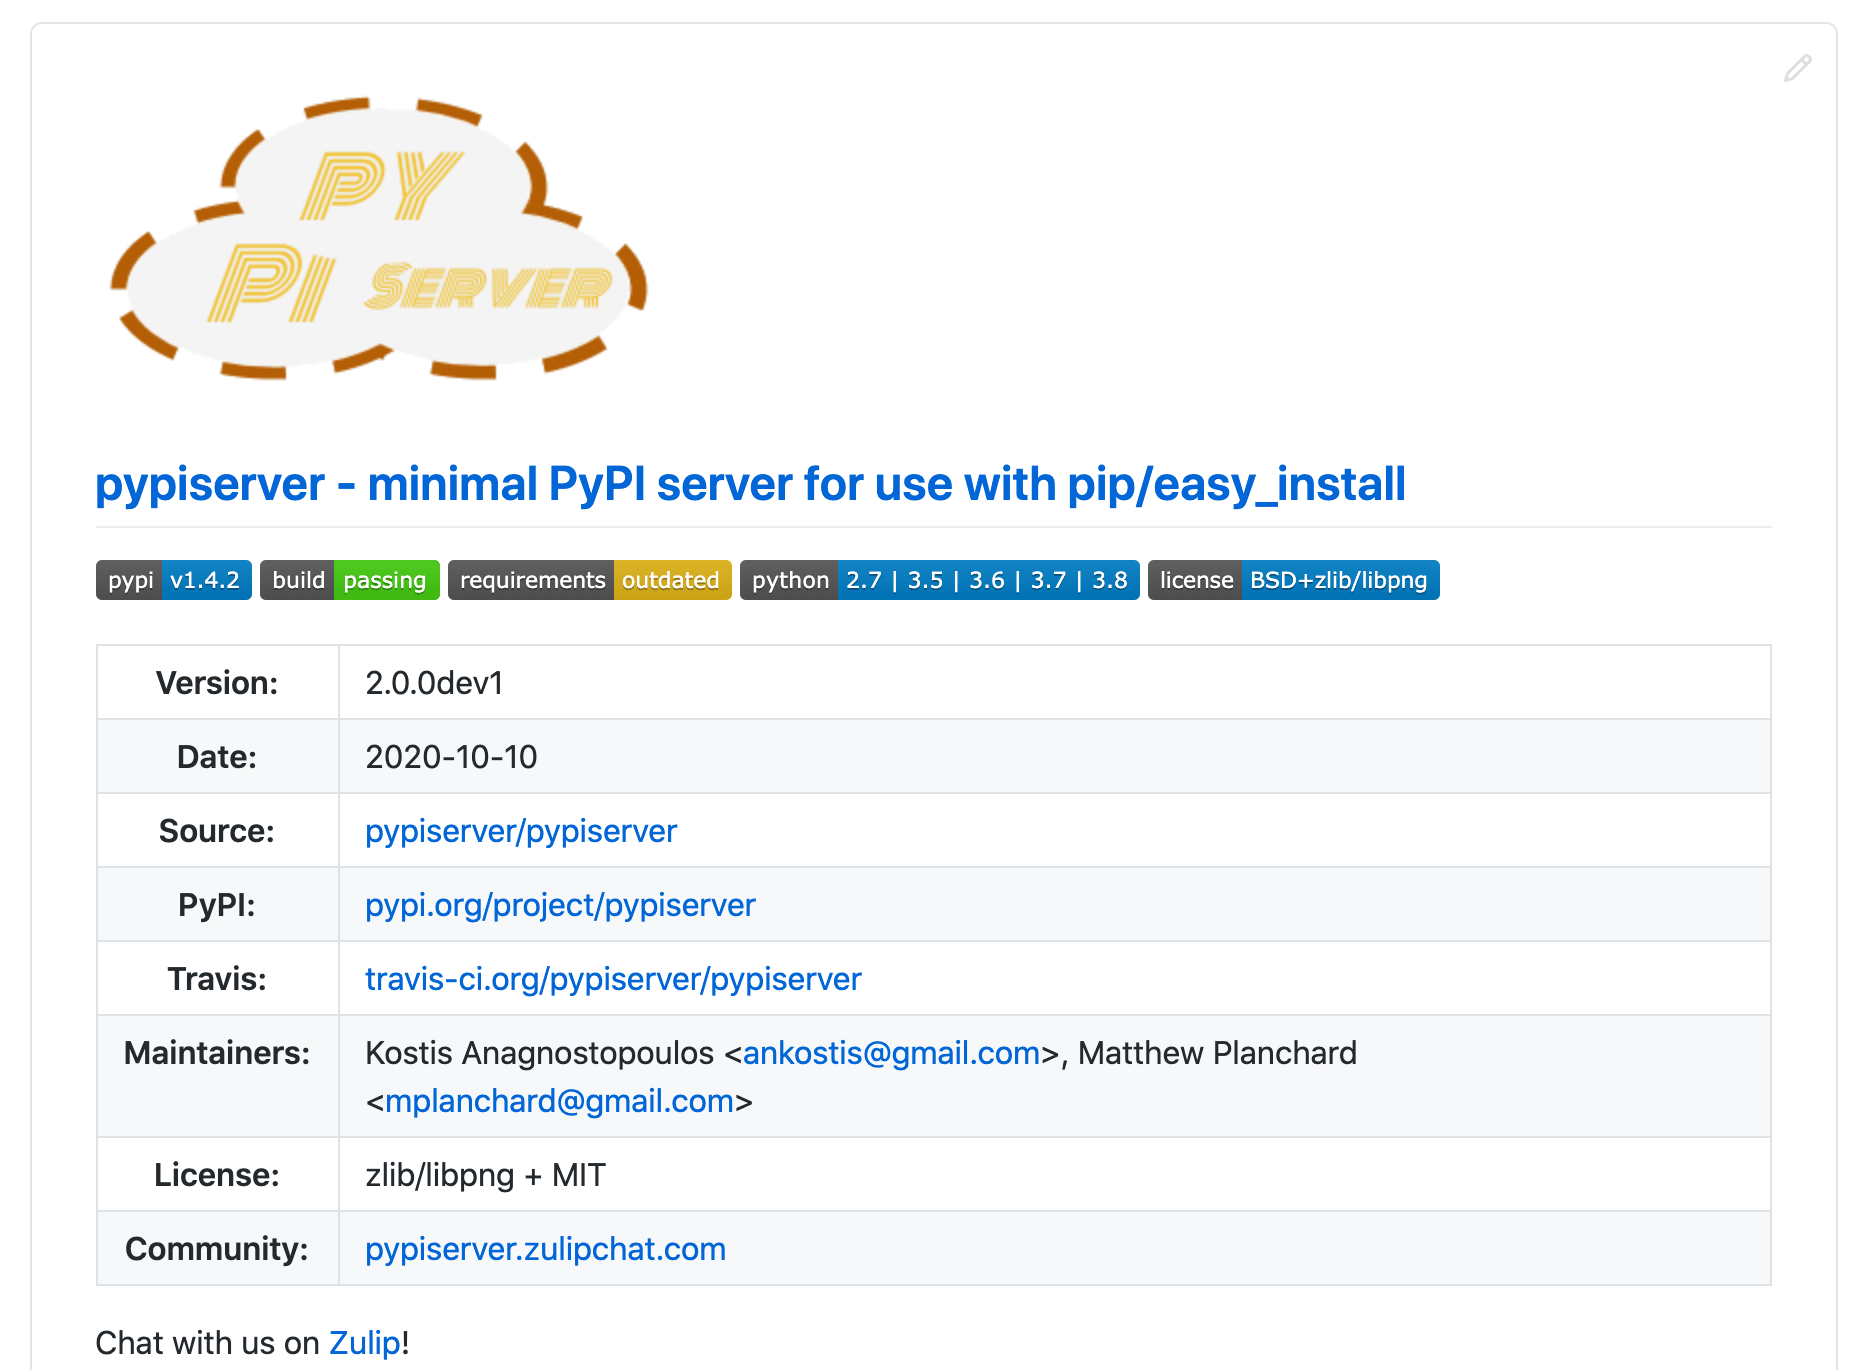 PY
PI SERVER
pypiserver - minimal PyPI server for use with pip/easy_install
pypi v1.4.2 build passing requirements outdated python 2.7 | 3.5 | 3.6 | 3.7 | 3.8 license BSD+zlib/libpng
Version: 2.0.0dev1
Date: 2020-10-10
Source: pypiserver/pypiserver
PyPI: pypi.org/project/pypiserver
Travis: travis-ci.org/pypiserver/pypiserver
Maintainers: Kostis Anagnostopoulos <ankostis@gmail.com>, Matthew Planchard
<mplanchard@gmail.com>
License: zlib/libpng + MIT
Community: pypiserver.zulipchat.com
Chat with us on Zulip!